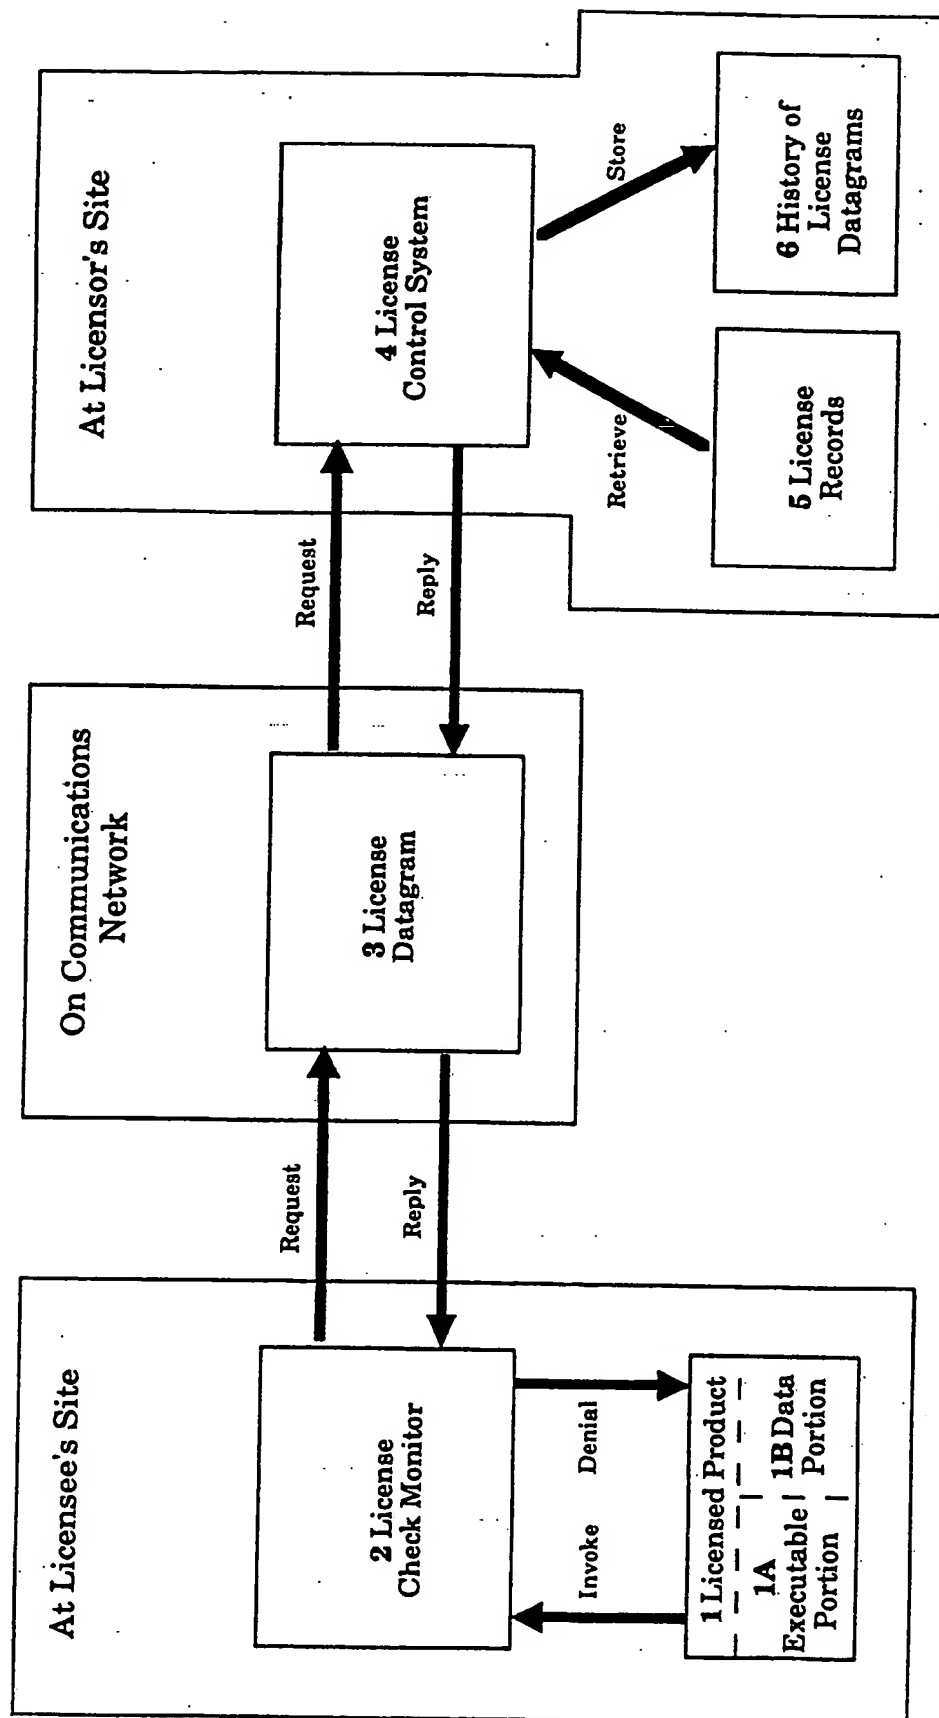 At Licensee's Site
2 License
Check Monitor
Invoke
Denial
1 Licensed Product
1A
Executable
Portion
1B Data
Portion
Request
Reply
On Communications
Network
3 License
Datagram
Request
Reply
At Licensor's Site
4 License
Control System
Retrieve
Store
5 License
Records
6 History of
License
Datagrams